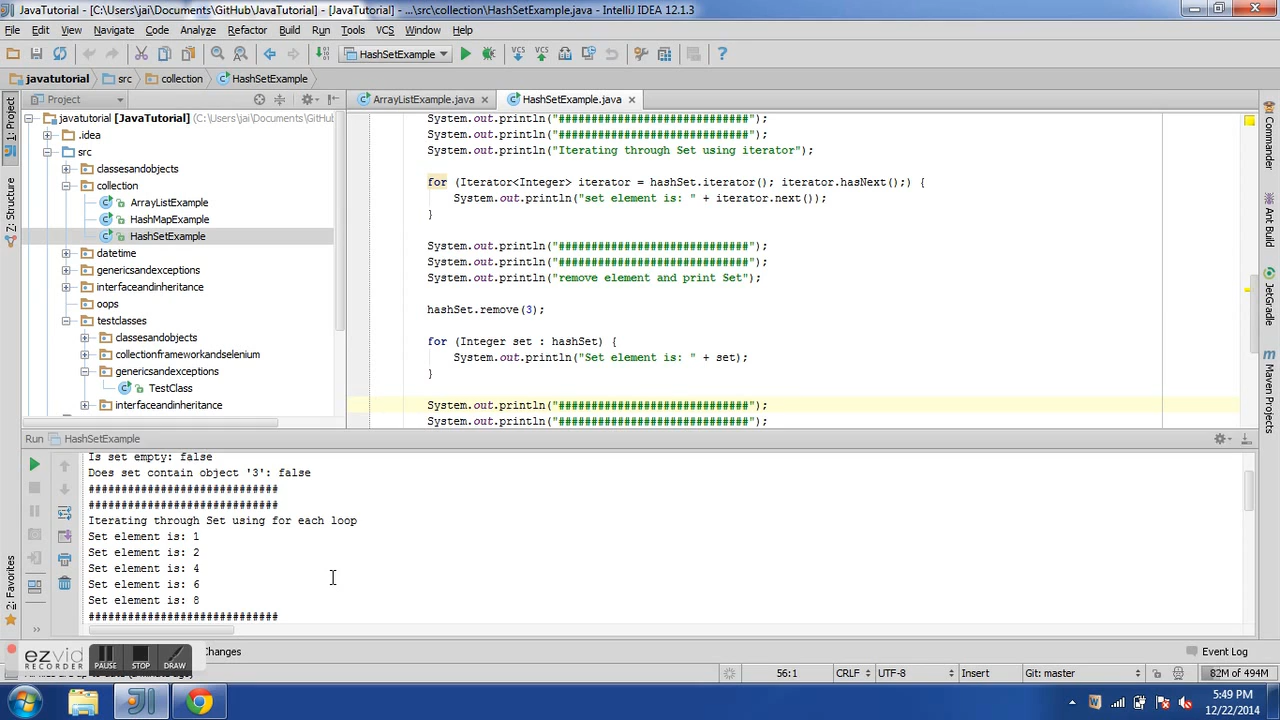 JavaTutorial - [C:\Users\jai\Documents\GitHub\JavaTutorial] - [JavaTutorial] - ...\src\collection\HashSetExample.java - IntelliJ IDEA 12.1.3
File Edit View Navigate Code Analyze Refactor Build Run Tools VCS Window Help
HashSetExample
javatutorial src collection HashSetExample
Project
ArrayListExample.java HashSetExample.java
javatutorial [JavaTutorial] (C:\Users\jai\Documents\GitHub
.idea
src
classesandobjects
collection
ArrayListExample
HashMapExample
HashSetExample
datetime
genericsandexceptions
interfaceandinheritance
oops
testclasses
classesandobjects
collectionframeworkandselenium
genericsandexceptions
TestClass
interfaceandinheritance
1: Project
7: Structure
2: Favorites
System.out.println("#############################");
System.out.println("#############################");
System.out.println("Iterating through Set using iterator");
for (Iterator<Integer> iterator = hashSet.iterator(); iterator.hasNext();) {
System.out.println("set element is: " + iterator.next());
}
System.out.println("#############################");
System.out.println("#############################");
System.out.println("remove element and print Set");
hashSet.remove(3);
for (Integer set : hashSet) {
System.out.println("Set element is: " + set);
}
System.out.println("#############################");
System.out.println("#############################");
Commander
Ant Build
JetGradle
Maven Projects
Run HashSetExample
Is set empty: false
Does set contain object '3': false
#############################
#############################
Iterating through Set using for each loop
Set element is: 1
Set element is: 2
Set element is: 4
Set element is: 6
Set element is: 8
#############################
ezvid
RECORDER
PAUSE STOP DRAW
Changes
Event Log
56:1 CRLF UTF-8 Insert Git: master 82M of 494M
5:49 PM
12/22/2014